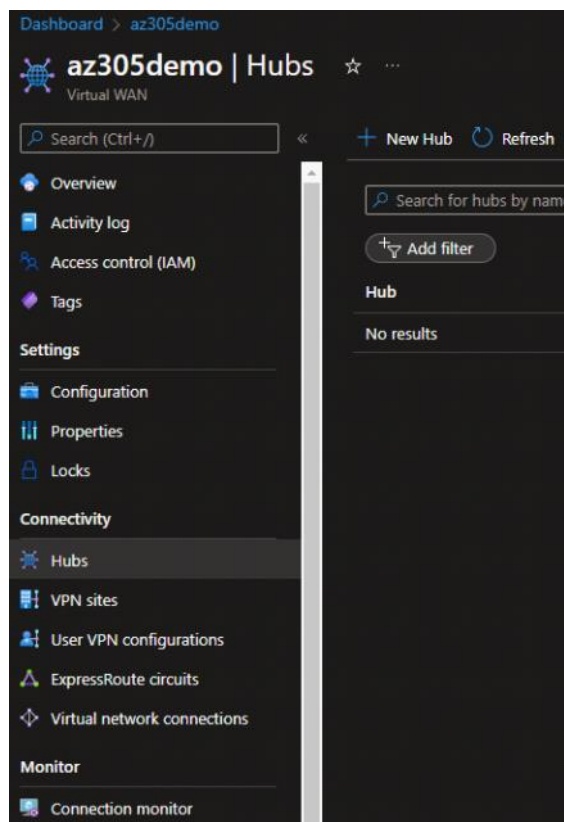 Dashboard > az305demo
az305demo | Hubs
Virtual WAN
Search (Ctrl+/)
«
New Hub
Refresh
Overview
Activity log
Access control (IAM)
Tags
Settings
Configuration
Properties
Locks
Connectivity
Hubs
VPN sites
User VPN configurations
ExpressRoute circuits
Virtual network connections
Monitor
Connection monitor
Search for hubs by nam
Add filter
Hub
No results